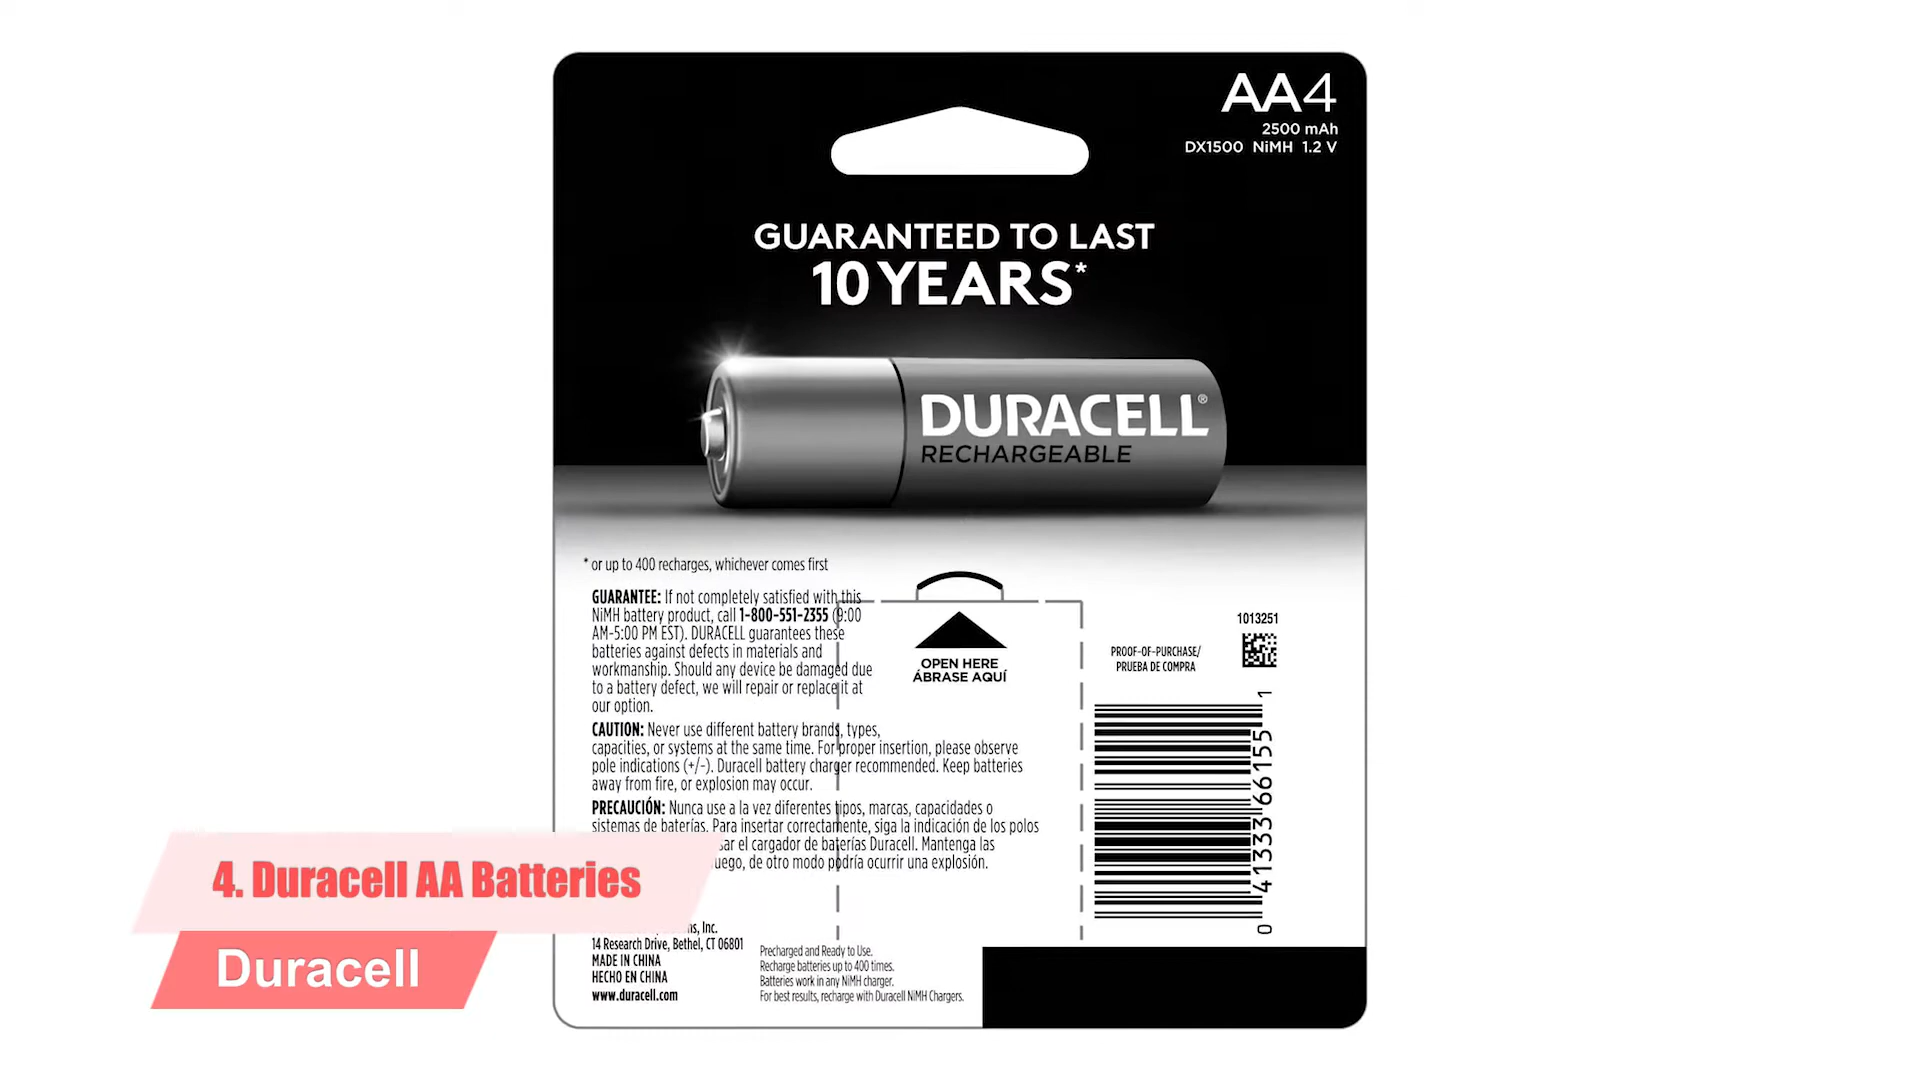 AA4
2500 mAh
DX1500 NiMH 1.2 V
GUARANTEED TO LAST
10 YEARS*
DURACELL®
RECHARGEABLE
* or up to 400 recharges, whichever comes first
GUARANTEE: If not completely satisfied with this
NiMH battery product, call 1-800-551-2355 (9:00
AM-5:00 PM EST). DURACELL guarantees these
batteries against defects in materials and
workmanship. Should any device be damaged due
to a battery defect, we will repair or replace it at
our option.
CAUTION: Never use different battery brands, types,
capacities, or systems at the same time. For proper insertion, please observe
pole indications (+/-). Duracell battery charger recommended. Keep batteries
away from fire, or explosion may occur.
PRECAUCIÓN: Nunca use a la vez diferentes tipos, marcas, capacidades o
sistemas de baterías. Para insertar correctamente, siga la indicación de los polos
el cargador de baterías Duracell. Mantenga las
de otro modo podría ocurrir una explosión.
OPEN HERE
ÁBRASE AQUÍ
PROOF-OF-PURCHASE/
PRUEBA DE COMPRA
1013251
0 41333 66155 1
Inc.
14 Research Drive, Bethel, CT 06801
MADE IN CHINA
HECHO EN CHINA
www.duracell.com
Precharged and Ready to Use.
Recharge batteries up to 400 times.
Batteries work in any NiMH charger.
For best results, recharge with Duracell NiMH Chargers.
4. Duracell AA Batteries
Duracell